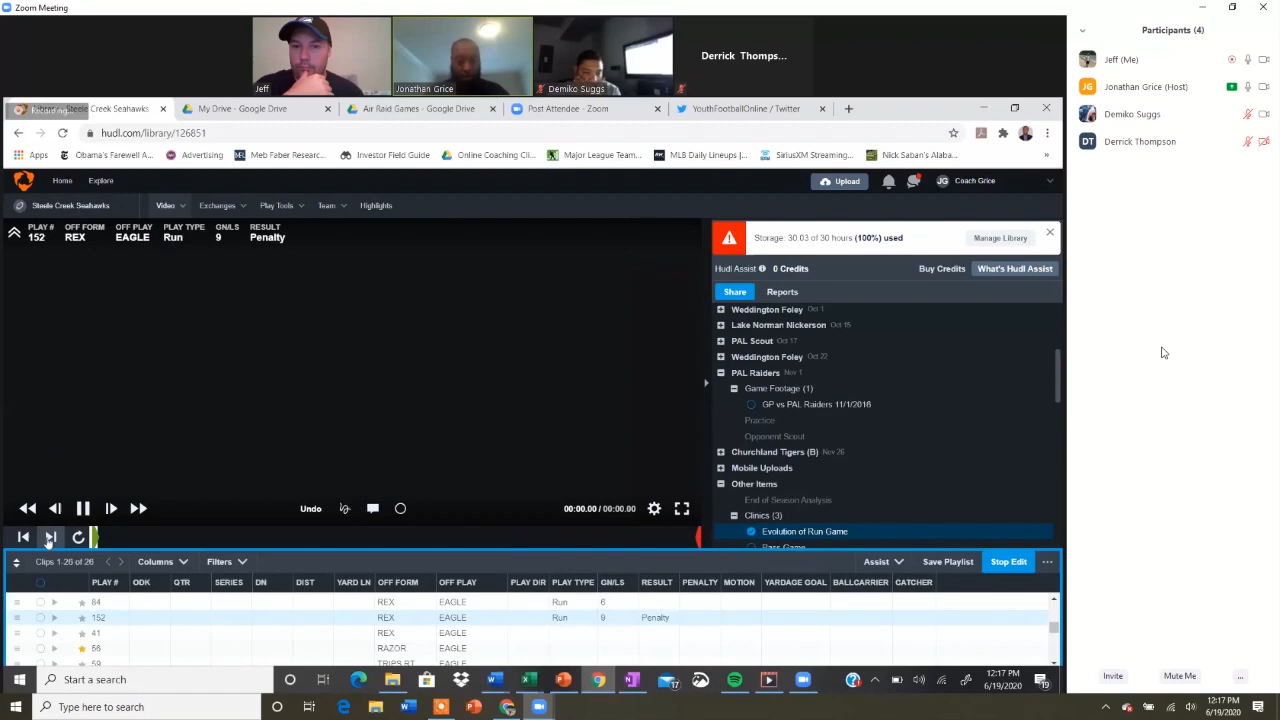 Zoom Meeting
Participants (4)
Derrick Thomps...
Jeff
Jonathan Grice
Demiko Suggs
Jeff (Me)
JG Jonathan Grice (Host)
Demiko Suggs
DT Derrick Thompson
Recording...
Steele Creek Seahawks
My Drive - Google Drive
Air Raid Games - Google Drive
Post Attendee - Zoom
YouthFootballOnline / Twitter
hudl.com/library/126851
Apps
Obama's Farewell A...
Advertising
Meb Faber Researc...
Investor Field Guide
Online Coaching Cli...
Major League Team...
MLB Daily Lineups |...
SiriusXM Streaming...
Nick Saban's Alaba...
»
Home Explore
Upload
JG Coach Grice
Steele Creek Seahawks Video Exchanges Play Tools Team Highlights
PLAY # OFF FORM OFF PLAY PLAY TYPE GN/LS RESULT
152 REX EAGLE Run 9 Penalty
Storage: 30.03 of 30 hours (100%) used
Manage Library
Hudl Assist 0 Credits Buy Credits What's Hudl Assist
Share Reports
Weddington Foley Oct 1
Lake Norman Nickerson Oct 15
PAL Scout Oct 17
Weddington Foley Oct 22
PAL Raiders Nov 1
Game Footage (1)
GP vs PAL Raiders 11/1/2016
Practice
Opponent Scout
Churchland Tigers (B) Nov 26
Mobile Uploads
Other Items
End of Season Analysis
Clinics (3)
Evolution of Run Game
Pass Game
Undo
00:00.00 / 00:00.00
Clips 1-26 of 26
Columns
Filters
Assist
Save Playlist
Stop Edit
...
PLAY # ODK QTR SERIES DN DIST YARD LN OFF FORM OFF PLAY PLAY DIR PLAY TYPE GN/LS RESULT PENALTY MOTION YARDAGE GOAL BALLCARRIER CATCHER
84 REX EAGLE Run 6
152 REX EAGLE Run 9 Penalty
41 REX EAGLE
56 RAZOR EAGLE
59 TRIPS RT EAGLE
Start a search
17
12:17 PM
6/19/2020
19
Invite
Mute Me
...
Type here to search
12:17 PM
6/19/2020